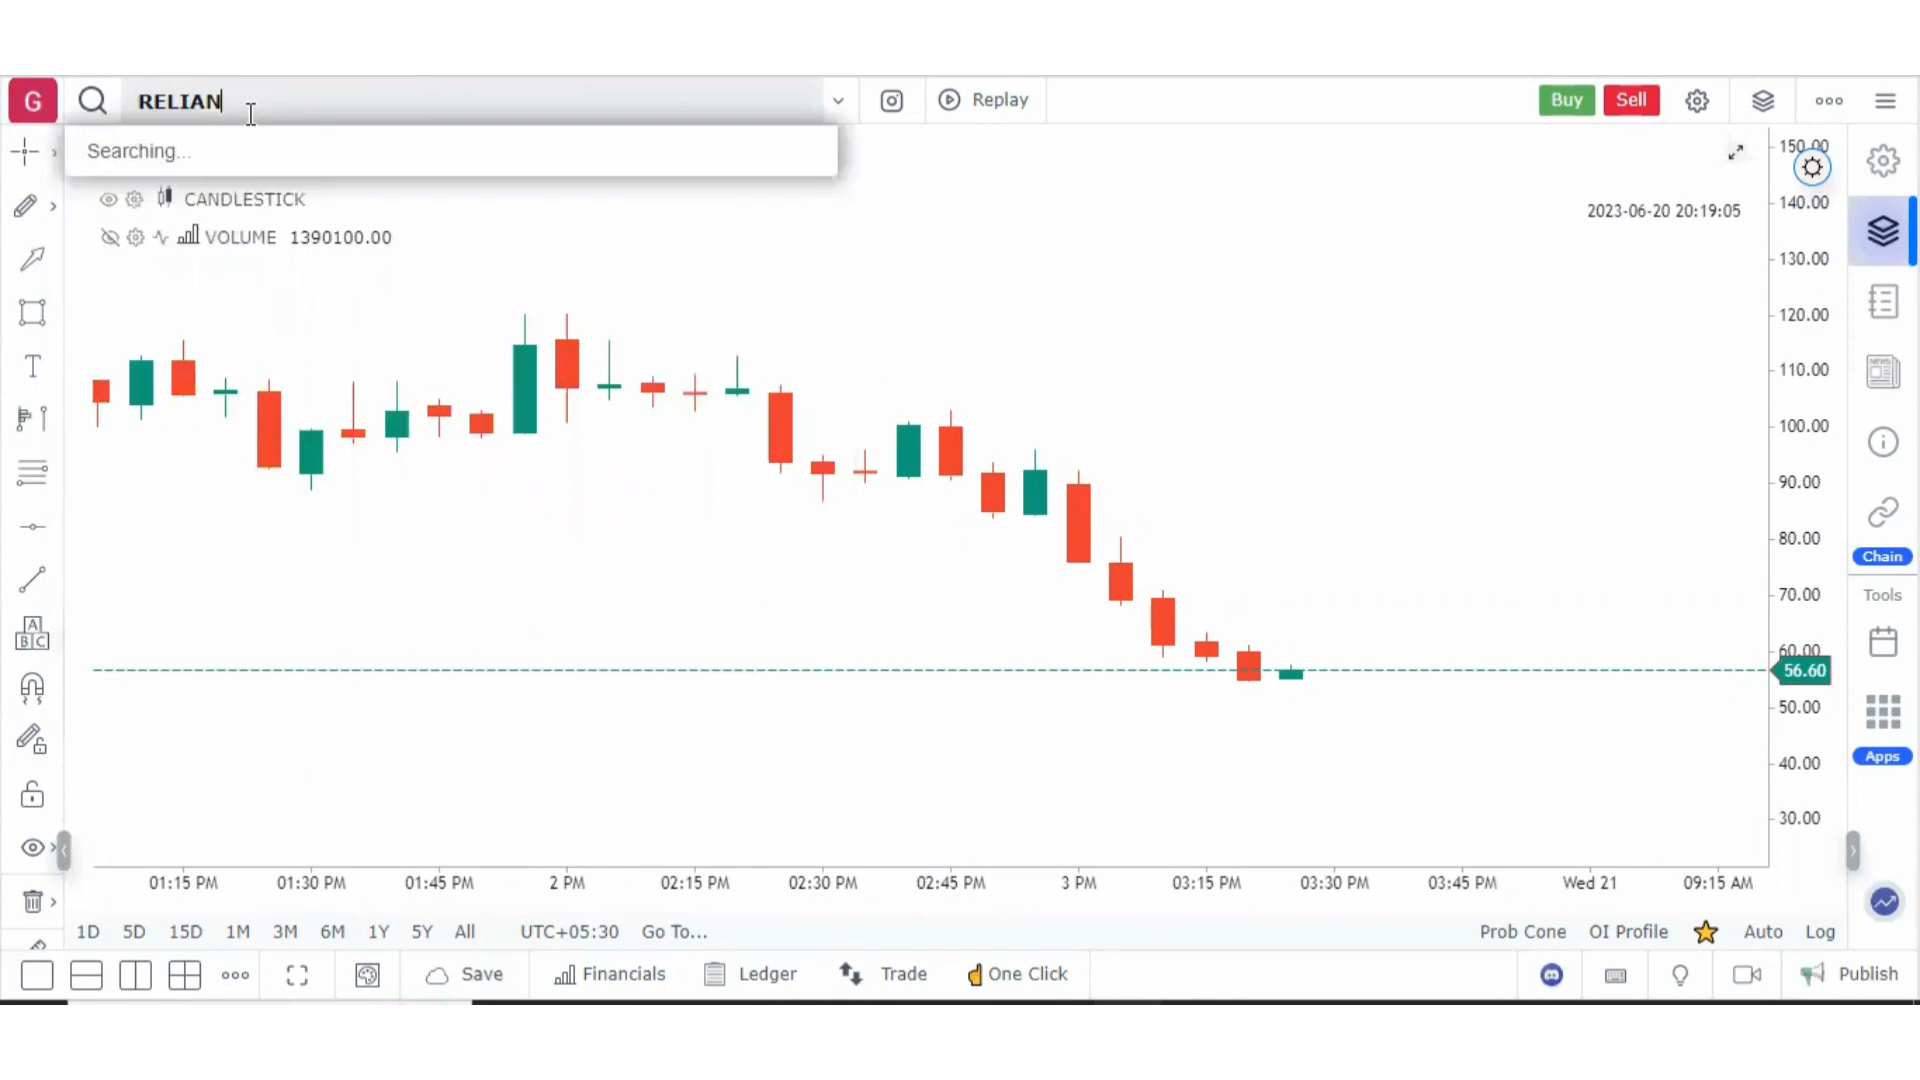 G RELIAN Replay Buy Sell
Searching...
CANDLESTICK
VOLUME 1390100.00
2023-06-20 20:19:05
150.00
140.00
130.00
120.00
110.00
100.00
90.00
80.00
70.00
60.00
56.60
50.00
40.00
30.00
T
A
B C
NEWS
Chain
Tools
Apps
01:15 PM 01:30 PM 01:45 PM 2 PM 02:15 PM 02:30 PM 02:45 PM 3 PM 03:15 PM 03:30 PM 03:45 PM Wed 21 09:15 AM
1D 5D 15D 1M 3M 6M 1Y 5Y All UTC+05:30 Go To... Prob Cone OI Profile Auto Log
Save Financials Ledger Trade One Click Publish